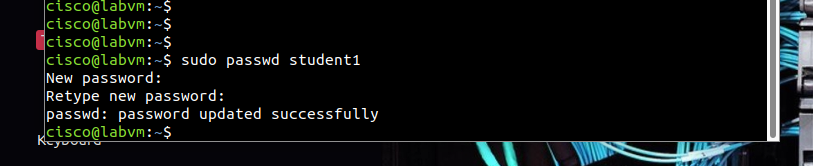 cisco@labvm:~$
cisco@labvm:~$
cisco@labvm:~$
cisco@labvm:~$ sudo passwd student1
New password:
Retype new password:
passwd: password updated successfully
cisco@labvm:~$
Keyboard